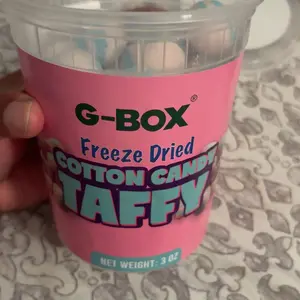 G-BOX®
Freeze Dried
COTTON CANDY
TAFFY
NET WEIGHT: 3 OZ